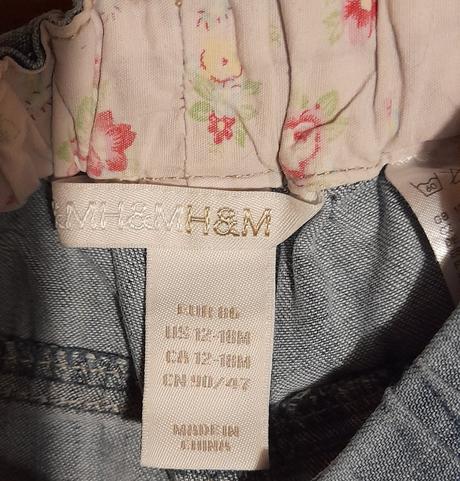 &MH&MH&M
EUR 86
US 12-18M
CA 12-18M
CN 90/47
MADE IN
CHINA